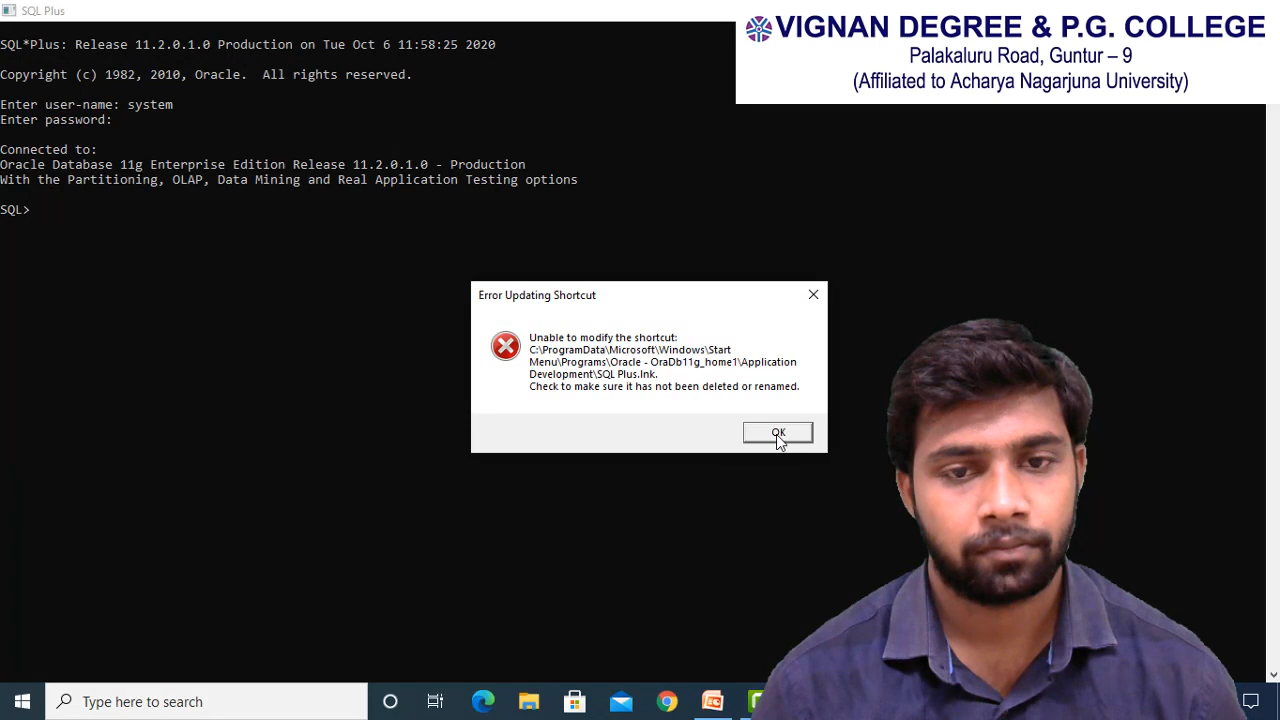 SQL Plus
SQL*Plus: Release 11.2.0.1.0 Production on Tue Oct 6 11:58:25 2020
Copyright (c) 1982, 2010, Oracle.  All rights reserved.
Enter user-name: system
Enter password:
Connected to:
Oracle Database 11g Enterprise Edition Release 11.2.0.1.0 - Production
With the Partitioning, OLAP, Data Mining and Real Application Testing options
SQL>
VIGNAN DEGREE & P.G. COLLEGE
Palakaluru Road, Guntur – 9
(Affiliated to Acharya Nagarjuna University)
Error Updating Shortcut
Unable to modify the shortcut:
C:\ProgramData\Microsoft\Windows\Start
Menu\Programs\Oracle - OraDb11g_home1\Application
Development\SQL Plus.lnk.
Check to make sure it has not been deleted or renamed.
OK
Type here to search